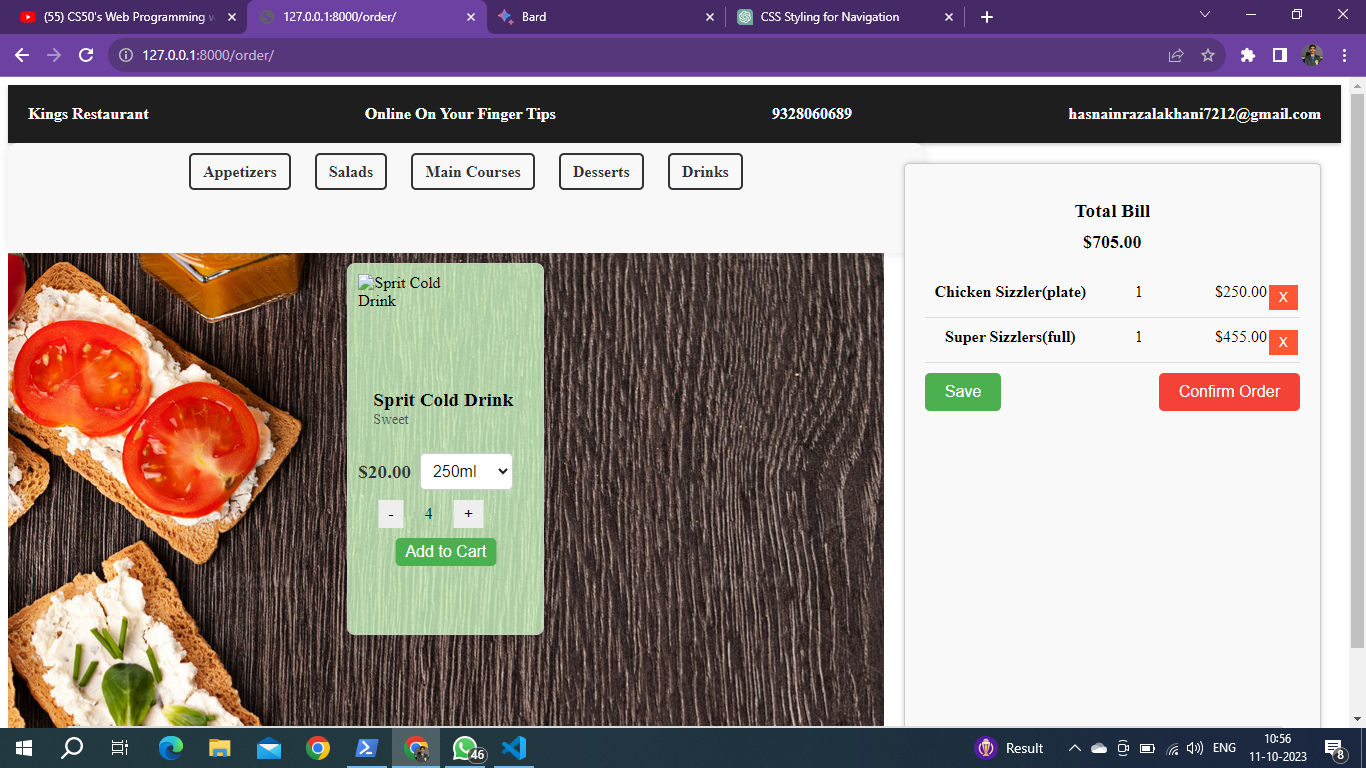 (55) CS50's Web Programming w
127.0.0.1:8000/order/
Bard
CSS Styling for Navigation
127.0.0.1:8000/order/
Kings Restaurant
Online On Your Finger Tips
9328060689
hasnainrazalakhani7212@gmail.com
Appetizers
Salads
Main Courses
Desserts
Drinks
Sprit Cold
Drink
Sprit Cold Drink
Sweet
$20.00 250ml
- 4 +
Add to Cart
Total Bill
$705.00
Chicken Sizzler(plate) 1 $250.00 X
Super Sizzlers(full) 1 $455.00 X
Save
Confirm Order
46
Result
ENG
10:56
11-10-2023
8